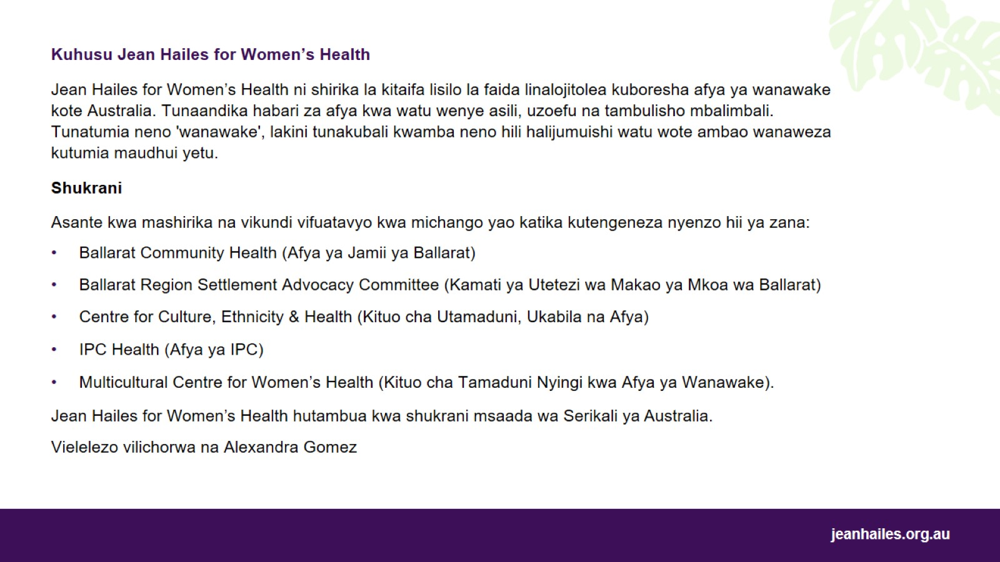 Kuhusu Jean Hailes for Women’s Health
Jean Hailes for Women’s Health ni shirika la kitaifa lisilo la faida linalojitolea kuboresha afya ya wanawake
kote Australia. Tunaandika habari za afya kwa watu wenye asili, uzoefu na tambulisho mbalimbali.
Tunatumia neno 'wanawake', lakini tunakubali kwamba neno hili halijumuishi watu wote ambao wanaweza
kutumia maudhui yetu.
Shukrani
Asante kwa mashirika na vikundi vifuatavyo kwa michango yao katika kutengeneza nyenzo hii ya zana:
• Ballarat Community Health (Afya ya Jamii ya Ballarat)
• Ballarat Region Settlement Advocacy Committee (Kamati ya Utetezi wa Makao ya Mkoa wa Ballarat)
• Centre for Culture, Ethnicity & Health (Kituo cha Utamaduni, Ukabila na Afya)
• IPC Health (Afya ya IPC)
• Multicultural Centre for Women’s Health (Kituo cha Tamaduni Nyingi kwa Afya ya Wanawake).
Jean Hailes for Women’s Health hutambua kwa shukrani msaada wa Serikali ya Australia.
Vielelezo vilichorwa na Alexandra Gomez
jeanhailes.org.au